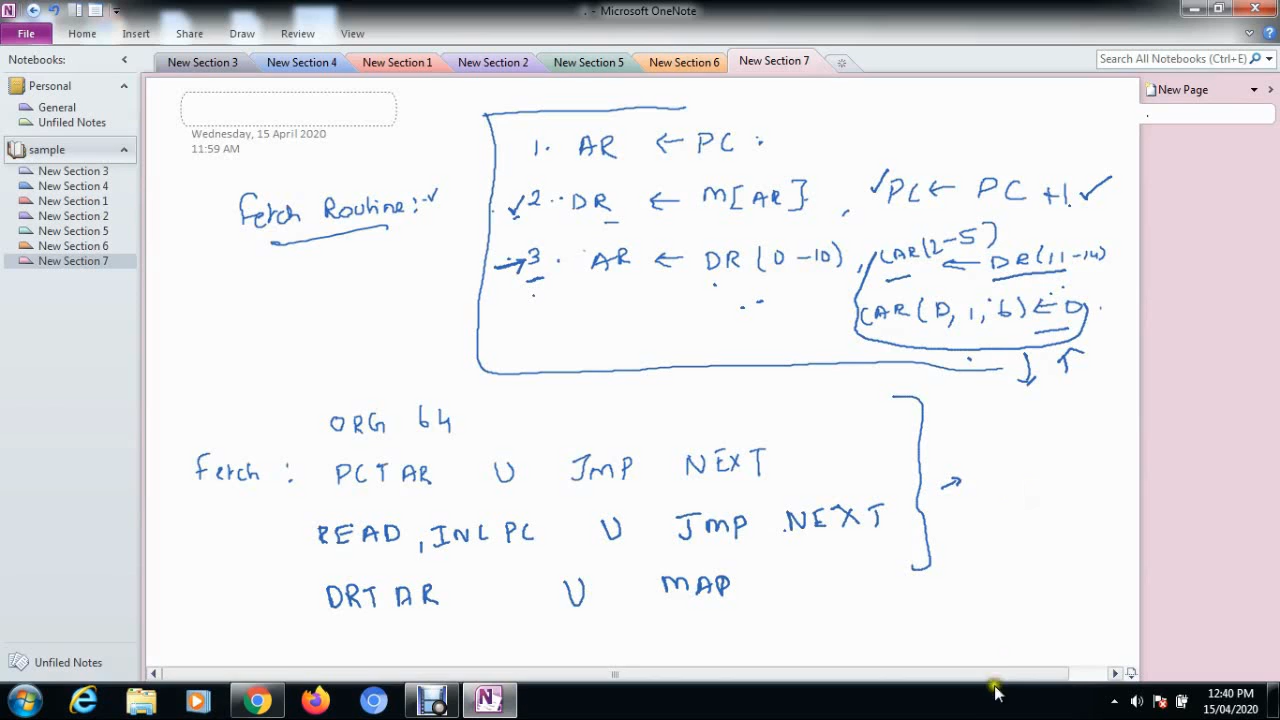 . - Microsoft OneNote
File Home Insert Share Draw Review View
Notebooks:
New Section 3 New Section 4 New Section 1 New Section 2 New Section 5 New Section 6 New Section 7
Search All Notebooks (Ctrl+E)
Personal
General
Unfiled Notes
sample
New Section 3
New Section 4
New Section 1
New Section 2
New Section 5
New Section 6
New Section 7
Unfiled Notes
New Page
.
Wednesday, 15 April 2020
11:59 AM
Fetch Routine:
1. AR ← PC
2. DR ← M[AR], PC ← PC +1
3. AR ← DR (0-10), CAR(2-5) ← DR(11-14)
CAR(0,1,6) ← 0
ORG 64
Fetch: PCTAR U JMP NEXT
READ, INCPC U JMP NEXT
DRTAR U MAP
12:40 PM
15/04/2020